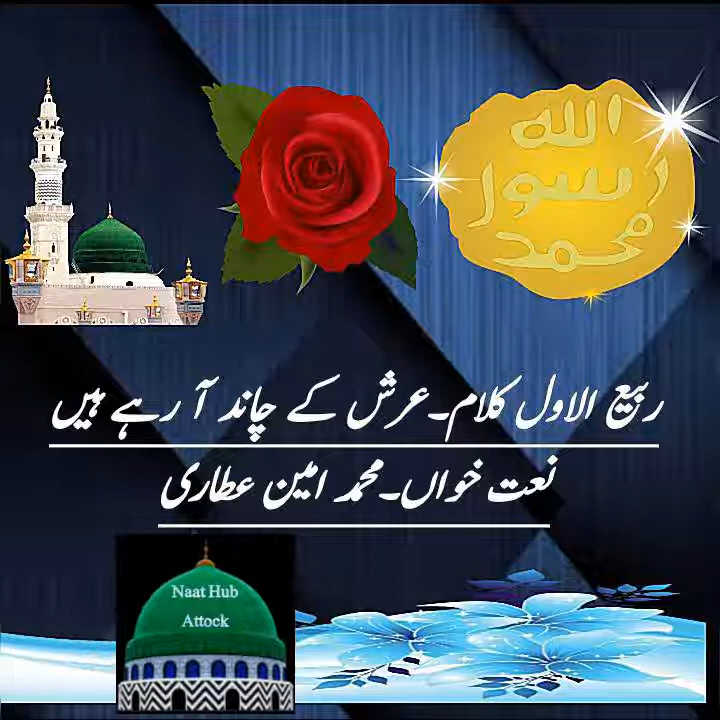 الله
رسول
محمد
ربیع الاول کلام۔عرش کے چاند آ رہے ہیں
نعت خواں۔محمد امین عطاری
Naat Hub
Attock